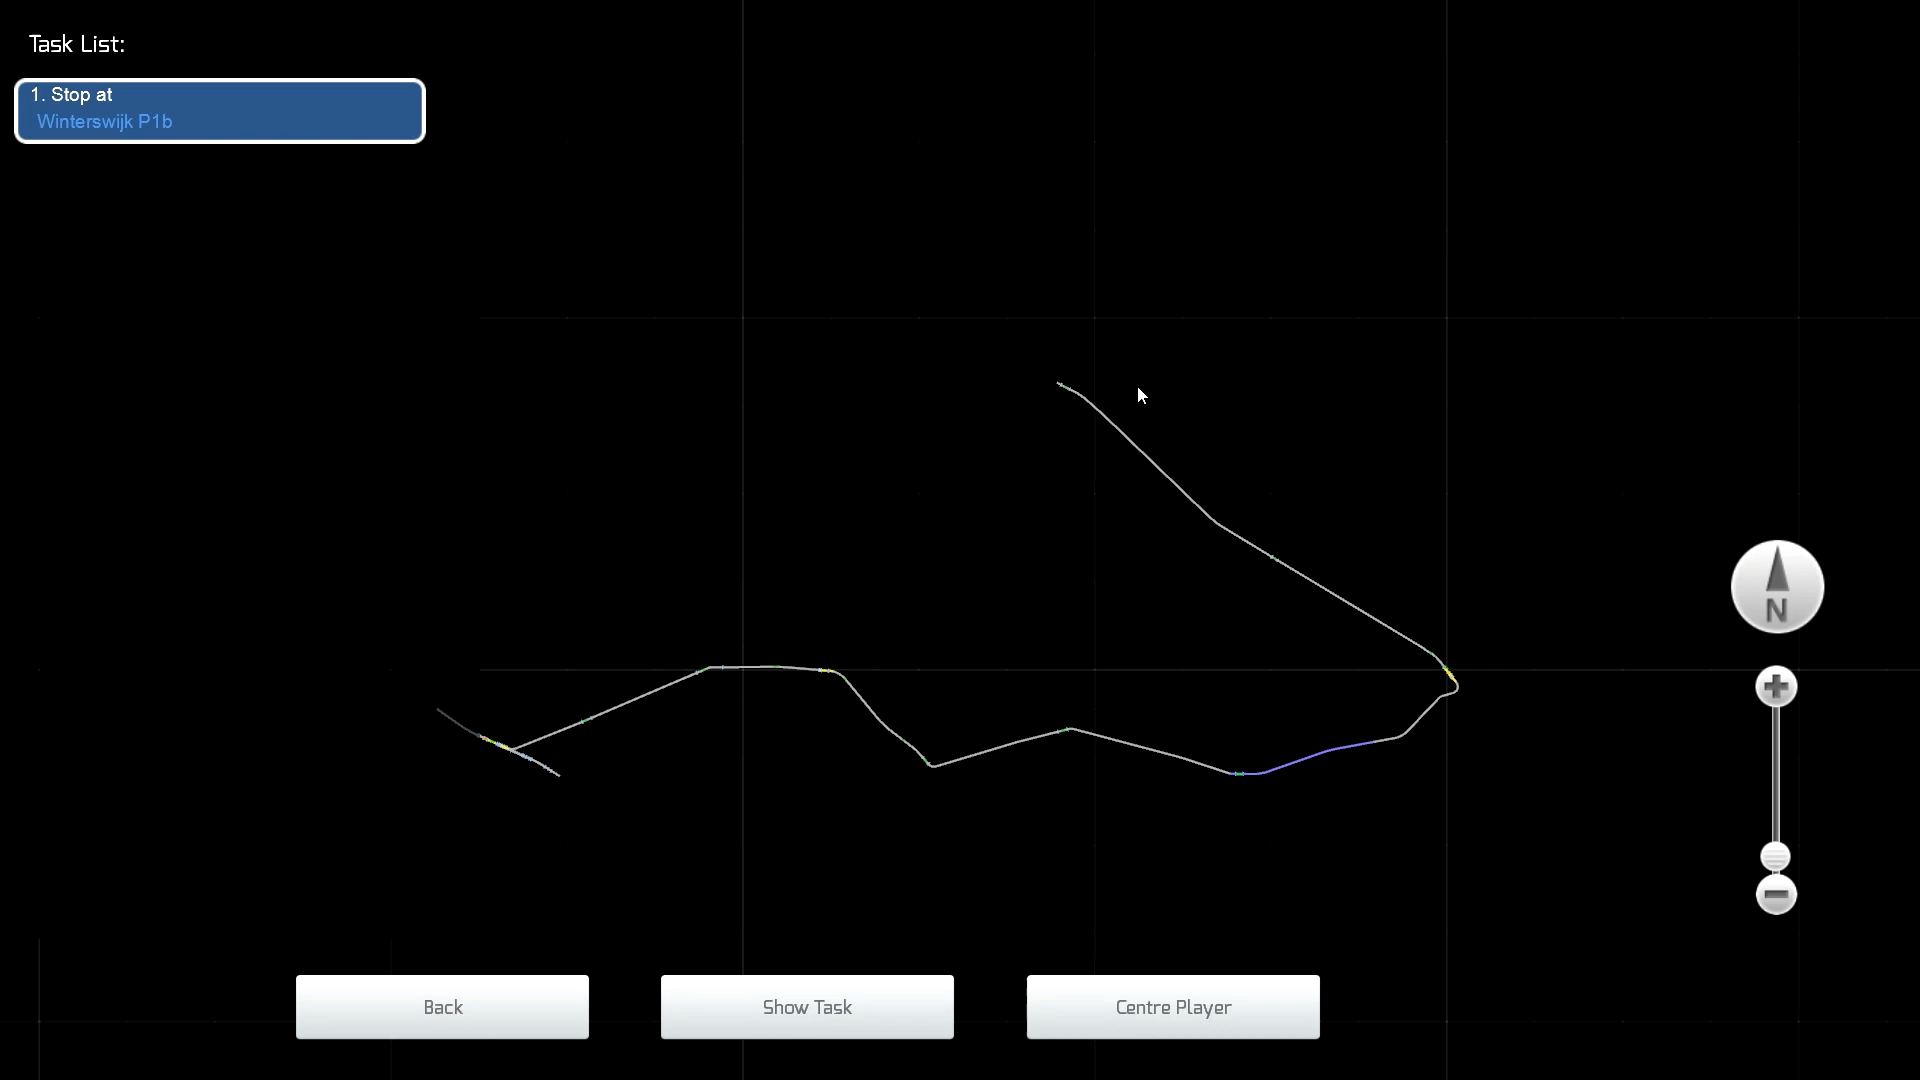 Task List:
1. Stop at
Winterswijk P1b
N
Back
Show Task
Centre Player